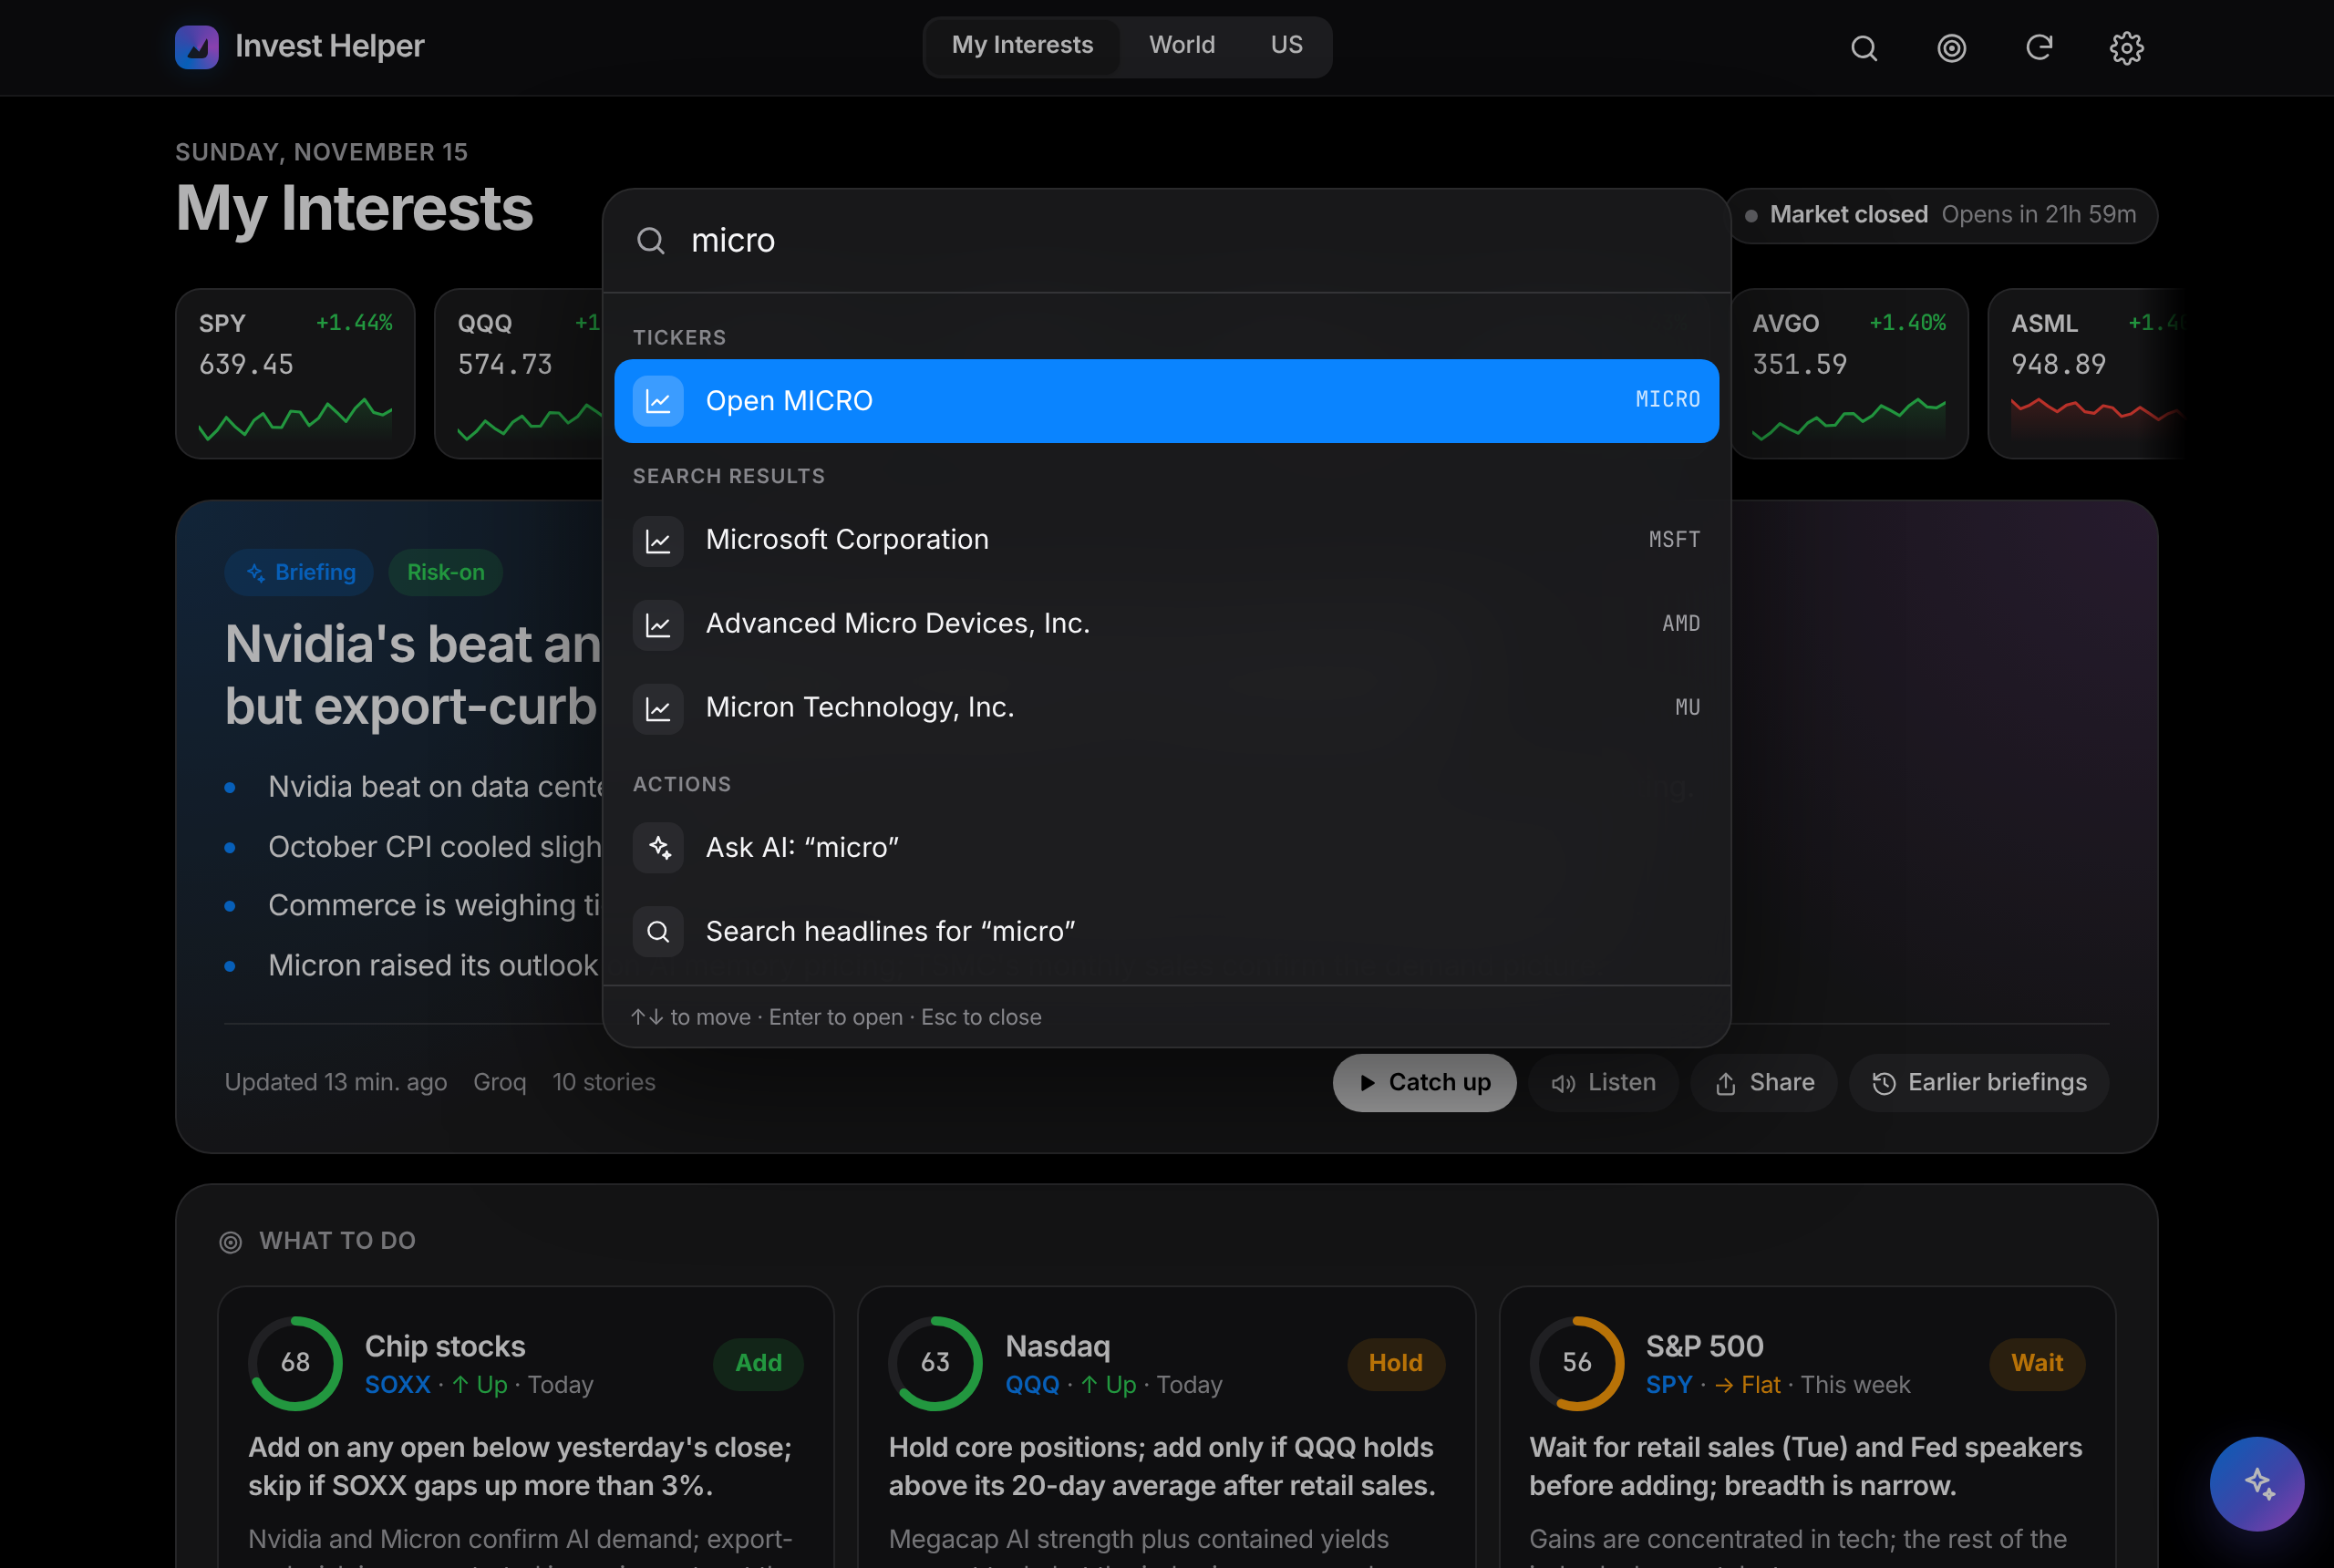 Invest Helper
My Interests
World
US
SUNDAY, NOVEMBER 15
My Interests
Market closed Opens in 21h 59m
SPY +1.44%
639.45
QQQ +1
574.73
AVGO +1.40%
351.59
ASML +1.4
948.89
micro
TICKERS
Open MICRO MICRO
SEARCH RESULTS
Microsoft Corporation MSFT
Advanced Micro Devices, Inc. AMD
Micron Technology, Inc. MU
ACTIONS
Ask AI: “micro”
Search headlines for “micro”
↑↓ to move · Enter to open · Esc to close
Briefing
Risk-on
Nvidia's beat an
but export-curb
Nvidia beat on data cente
October CPI cooled sligh
Commerce is weighing ti
Micron raised its outlook
Updated 13 min. ago Groq 10 stories
Catch up
Listen
Share
Earlier briefings
WHAT TO DO
68
Chip stocks
SOXX · ↑ Up · Today
Add
Add on any open below yesterday's close;
skip if SOXX gaps up more than 3%.
Nvidia and Micron confirm AI demand; export-
63
Nasdaq
QQQ · ↑ Up · Today
Hold
Hold core positions; add only if QQQ holds
above its 20-day average after retail sales.
Megacap AI strength plus contained yields
56
S&P 500
SPY · → Flat · This week
Wait
Wait for retail sales (Tue) and Fed speakers
before adding; breadth is narrow.
Gains are concentrated in tech; the rest of the